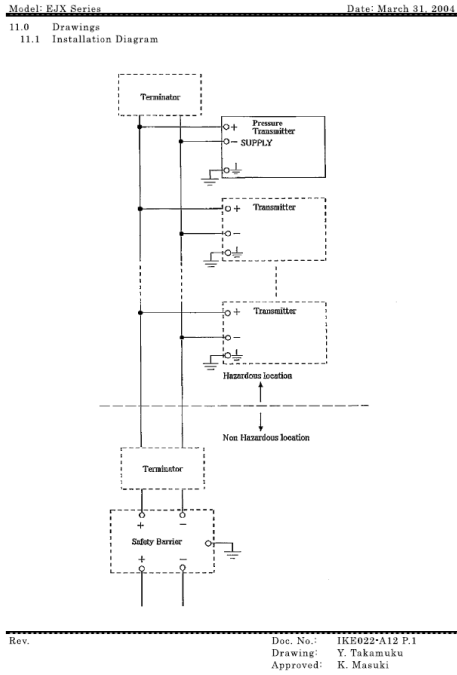 Model: EJX Series Date: March 31, 2004
11.0 Drawings
11.1 Installation Diagram
Terminator
+ Pressure Transmitter
− SUPPLY
+ Transmitter
−
+ Transmitter
−
Hazardous location
Non Hazardous location
Terminator
+ −
Safety Barrier
+ −
Rev. Doc. No.: IKE022-A12 P.1
Drawing: Y. Takamuku
Approved: K. Masuki